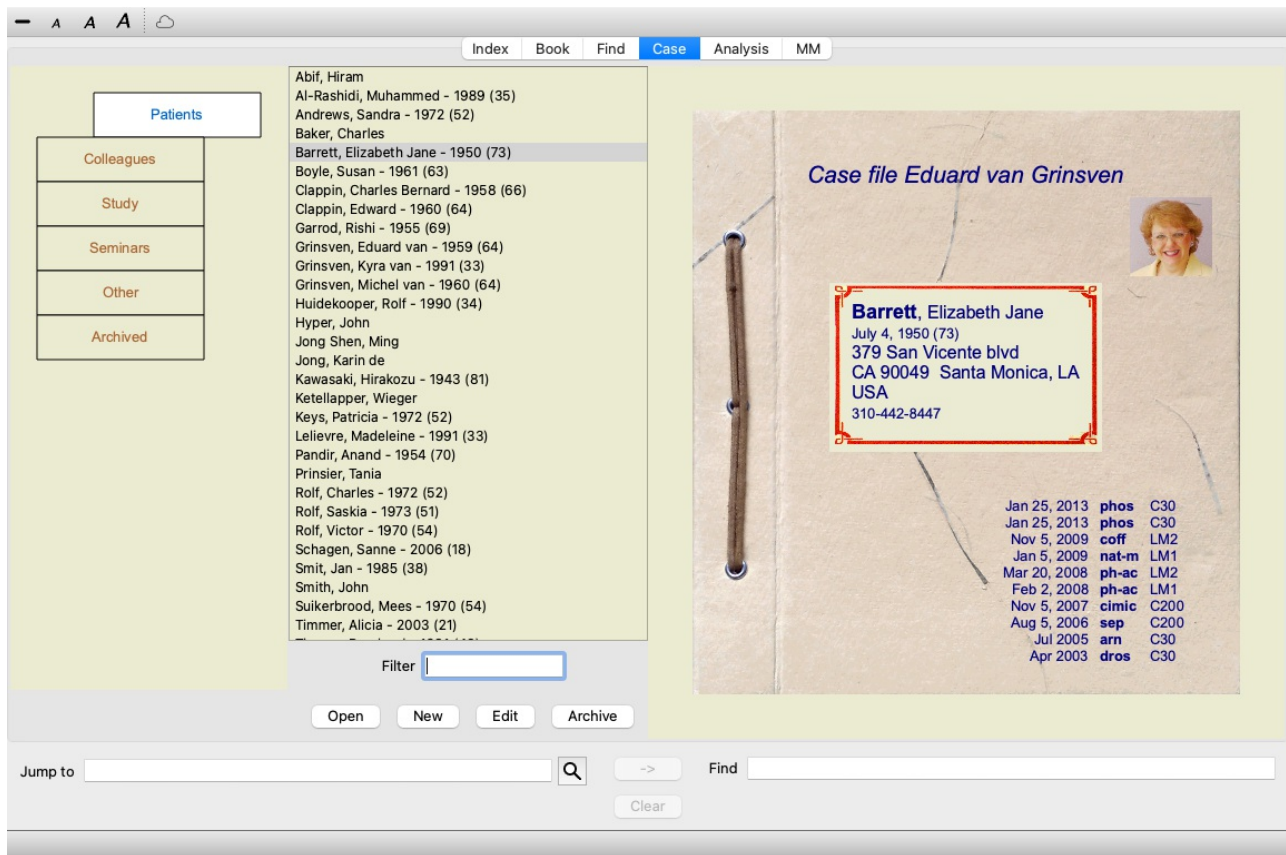 A A A
Index Book Find Case Analysis MM
Patients
Colleagues
Study
Seminars
Other
Archived
Abif, Hiram
Al-Rashidi, Muhammed - 1989 (35)
Andrews, Sandra - 1972 (52)
Baker, Charles
Barrett, Elizabeth Jane - 1950 (73)
Boyle, Susan - 1961 (63)
Clappin, Charles Bernard - 1958 (66)
Clappin, Edward - 1960 (64)
Garrod, Rishi - 1955 (69)
Grinsven, Eduard van - 1959 (64)
Grinsven, Kyra van - 1991 (33)
Grinsven, Michel van - 1960 (64)
Huidekooper, Rolf - 1990 (34)
Hyper, John
Jong Shen, Ming
Jong, Karin de
Kawasaki, Hirakozu - 1943 (81)
Ketellapper, Wieger
Keys, Patricia - 1972 (52)
Lelievre, Madeleine - 1991 (33)
Pandir, Anand - 1954 (70)
Prinsier, Tania
Rolf, Charles - 1972 (52)
Rolf, Saskia - 1973 (51)
Rolf, Victor - 1970 (54)
Schagen, Sanne - 2006 (18)
Smit, Jan - 1985 (38)
Smith, John
Suikerbrood, Mees - 1970 (54)
Timmer, Alicia - 2003 (21)
Filter
Open New Edit Archive
Case file Eduard van Grinsven
Barrett, Elizabeth Jane
July 4, 1950 (73)
379 San Vicente blvd
CA 90049 Santa Monica, LA
USA
310-442-8447
Jan 25, 2013 phos C30
Jan 25, 2013 phos C30
Nov 5, 2009 coff LM2
Jan 5, 2009 nat-m LM1
Mar 20, 2008 ph-ac LM2
Feb 2, 2008 ph-ac LM1
Nov 5, 2007 cimic C200
Aug 5, 2006 sep C200
Jul 2005 arn C30
Apr 2003 dros C30
Jump to -> Find
Clear